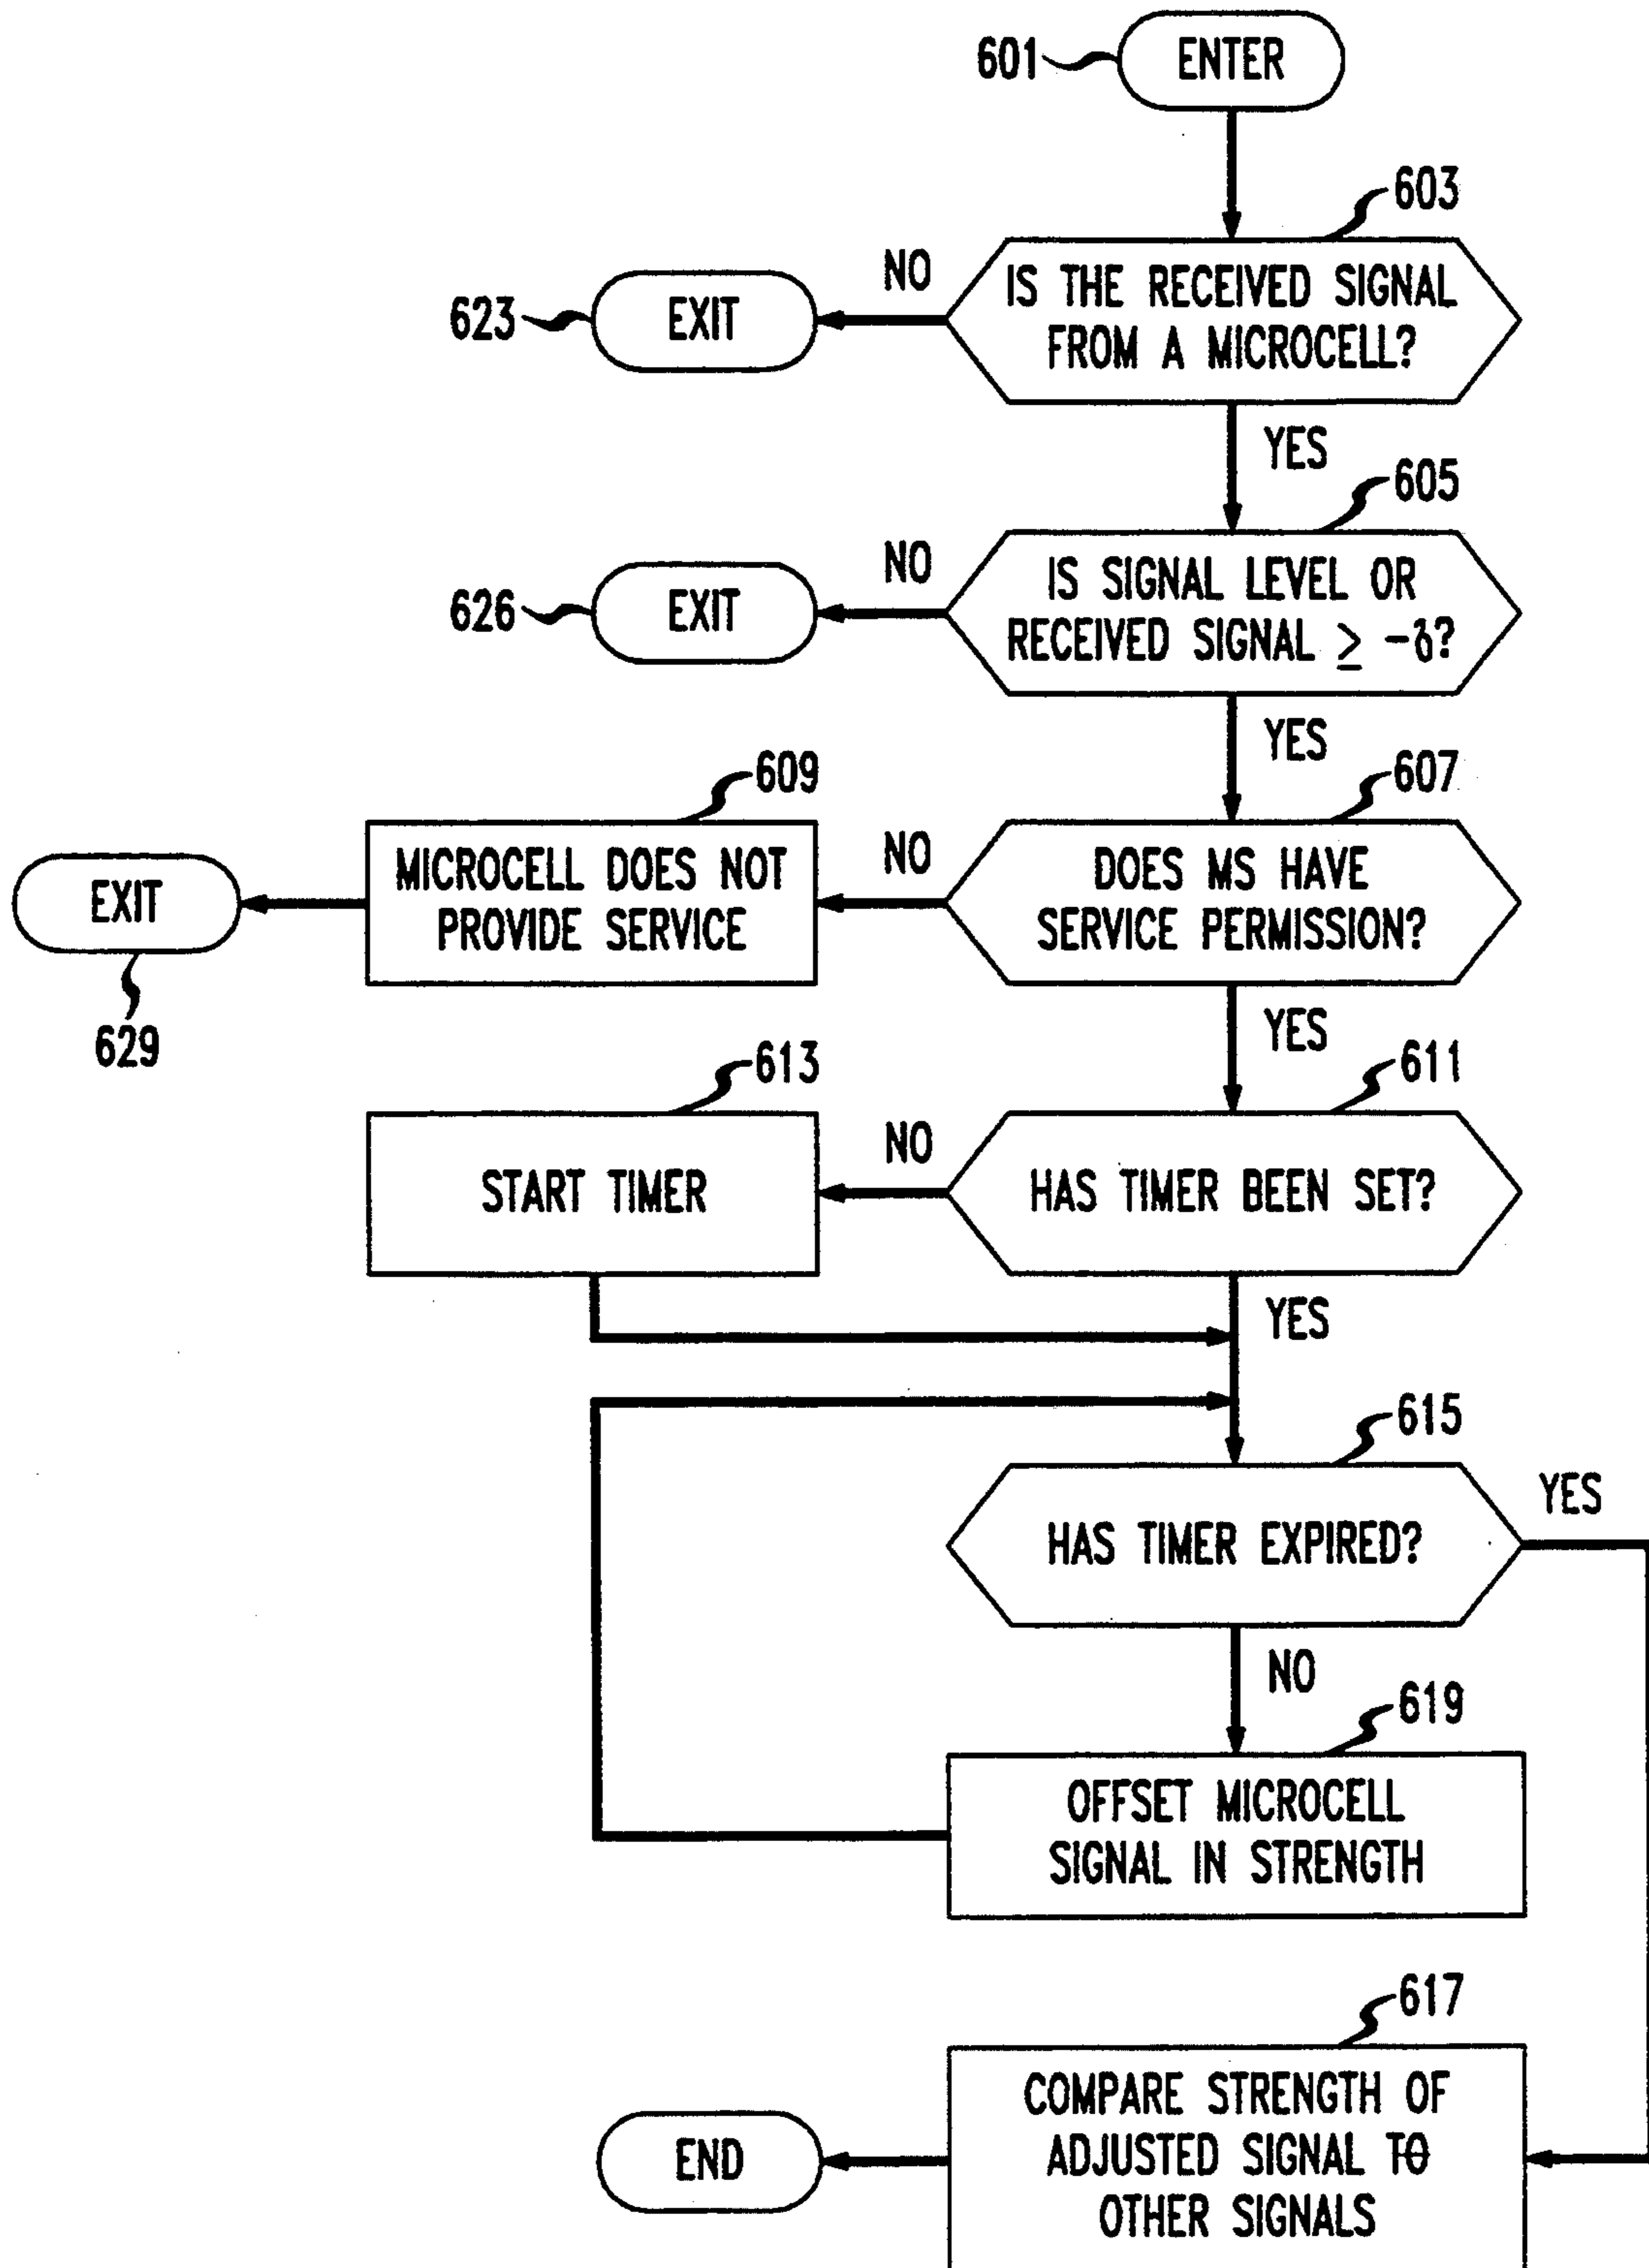 601
ENTER
603
NO
623
EXIT
IS THE RECEIVED SIGNAL
FROM A MICROCELL?
YES
605
NO
626
EXIT
IS SIGNAL LEVEL OR
RECEIVED SIGNAL ≥ -δ?
YES
609
607
EXIT
MICROCELL DOES NOT
PROVIDE SERVICE
NO
DOES MS HAVE
SERVICE PERMISSION?
629
YES
613
611
START TIMER
NO
HAS TIMER BEEN SET?
YES
615
HAS TIMER EXPIRED?
YES
NO
619
OFFSET MICROCELL
SIGNAL IN STRENGTH
617
END
COMPARE STRENGTH OF
ADJUSTED SIGNAL TO
OTHER SIGNALS